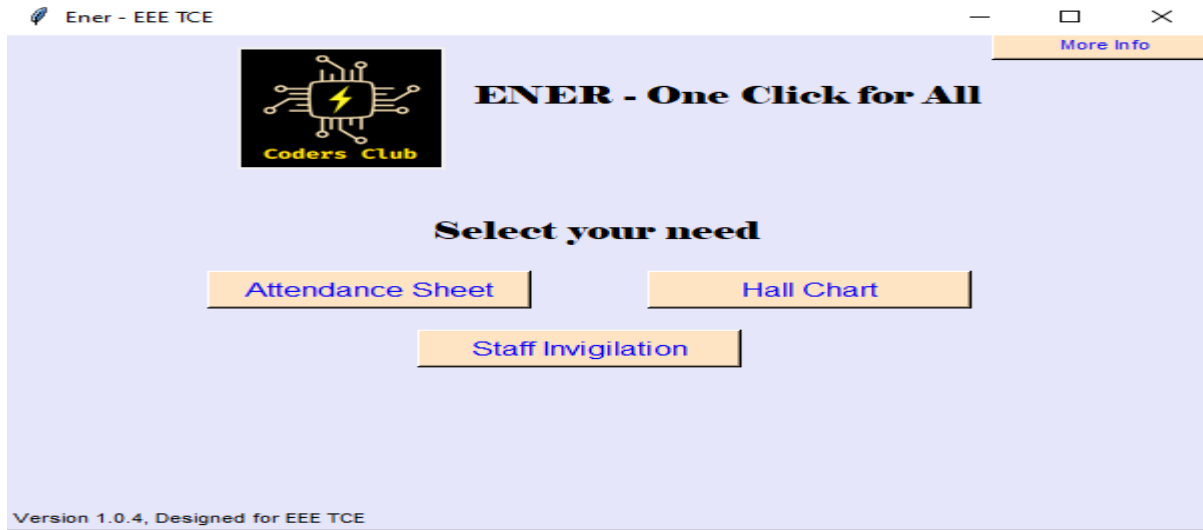 Ener - EEE TCE
More Info
ENER - One Click for All
Coders Club
Select your need
Attendance Sheet
Hall Chart
Staff Invigilation
Version 1.0.4, Designed for EEE TCE